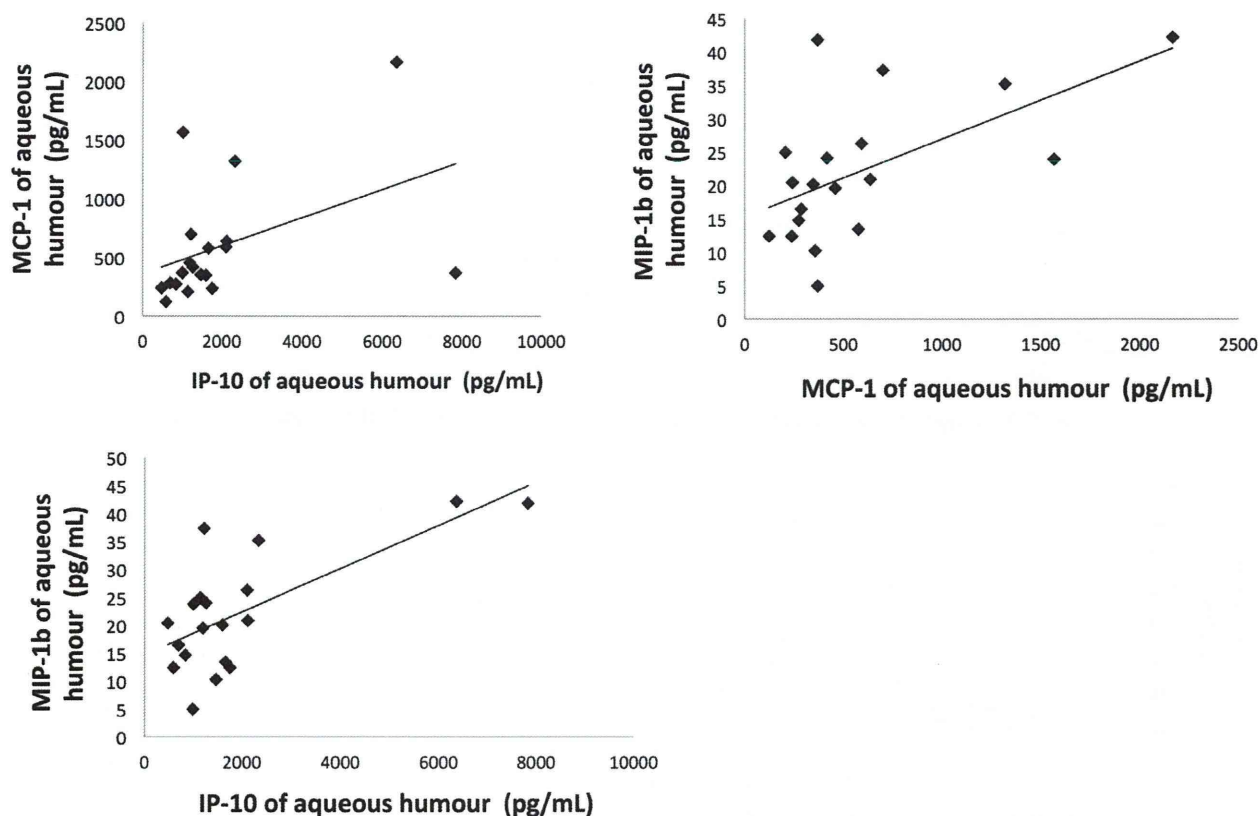 MCP-1 of aqueous
humour (pg/mL)
2500
2000
1500
1000
500
0
0 2000 4000 6000 8000 10000
IP-10 of aqueous humour (pg/mL)
MIP-1b of aqueous
humour (pg/mL)
45
40
35
30
25
20
15
10
5
0
0 500 1000 1500 2000 2500
MCP-1 of aqueous humour (pg/mL)
MIP-1b of aqueous
humour (pg/mL)
50
45
40
35
30
25
20
15
10
5
0
0 2000 4000 6000 8000 10000
IP-10 of aqueous humour (pg/mL)